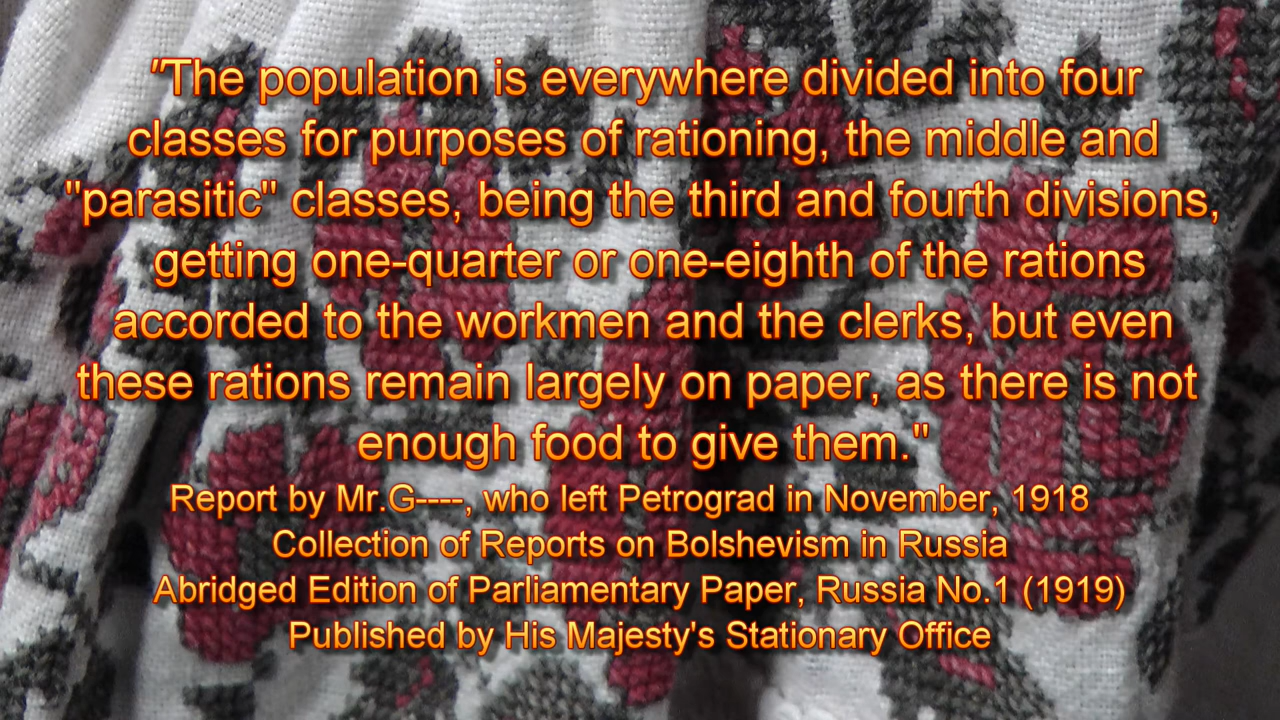 "The population is everywhere divided into four
classes for purposes of rationing, the middle and
"parasitic" classes, being the third and fourth divisions,
getting one-quarter or one-eighth of the rations
accorded to the workmen and the clerks, but even
these rations remain largely on paper, as there is not
enough food to give them."
Report by Mr.G----, who left Petrograd in November, 1918
Collection of Reports on Bolshevism in Russia
Abridged Edition of Parliamentary Paper, Russia No.1 (1919)
Published by His Majesty's Stationary Office